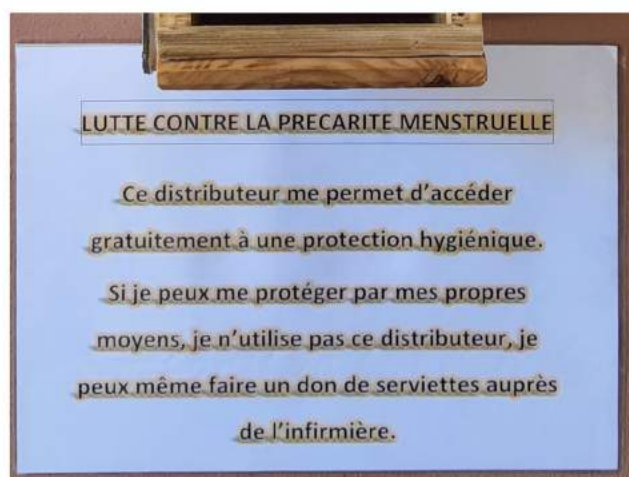 LUTTE CONTRE LA PRECARITE MENSTRUELLE
Ce distributeur me permet d'accéder
gratuitement à une protection hygiénique.
Si je peux me protéger par mes propres
moyens, je n'utilise pas ce distributeur, je
peux même faire un don de serviettes auprès
de l'infirmière.